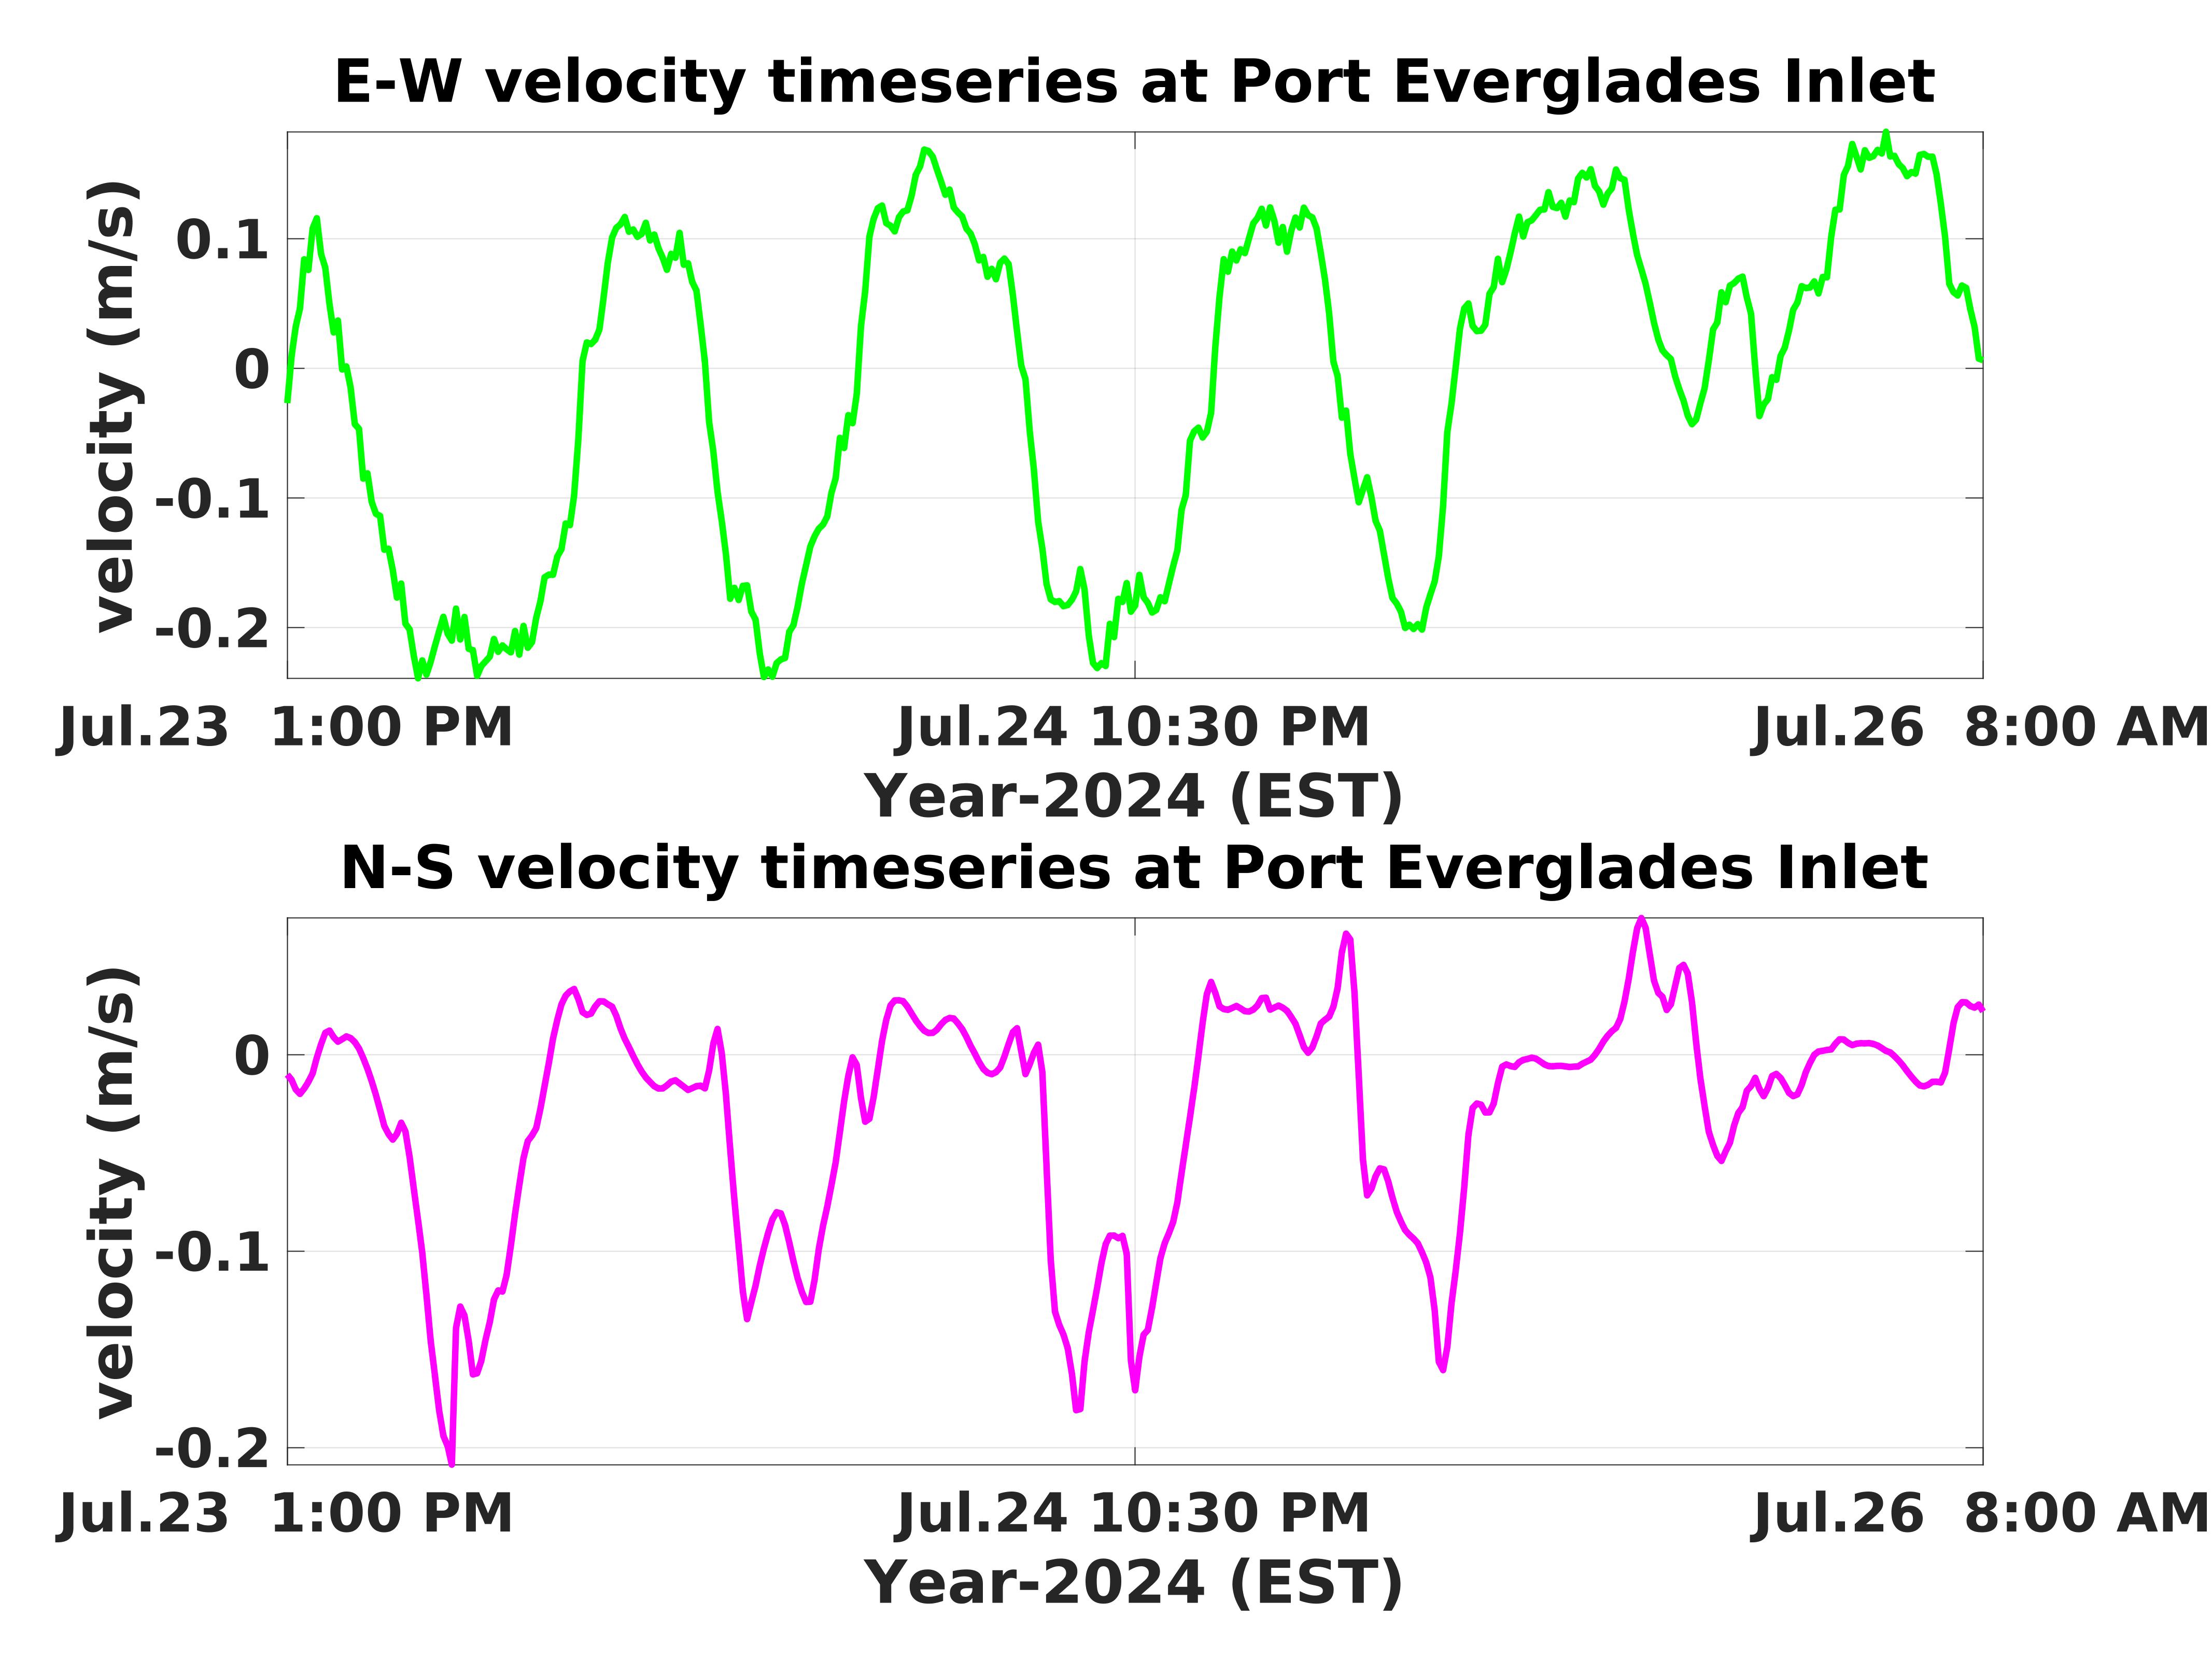 E-W velocity timeseries at Port Everglades Inlet
velocity (m/s)
0.1
0
-0.1
-0.2
Jul.23  1:00 PM
Jul.24 10:30 PM
Jul.26  8:00 AM
Year-2024 (EST)
N-S velocity timeseries at Port Everglades Inlet
velocity (m/s)
0
-0.1
-0.2
Jul.23  1:00 PM
Jul.24 10:30 PM
Jul.26  8:00 AM
Year-2024 (EST)